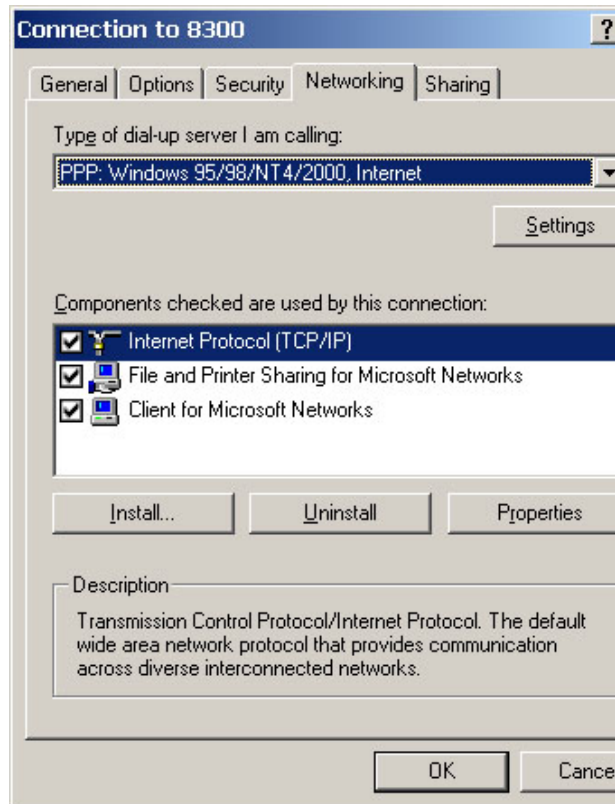 Connection to 8300
?
General Options Security Networking Sharing
Type of dial-up server I am calling:
PPP: Windows 95/98/NT4/2000, Internet
Settings
Components checked are used by this connection:
Internet Protocol (TCP/IP)
File and Printer Sharing for Microsoft Networks
Client for Microsoft Networks
Install... Uninstall Properties
Description
Transmission Control Protocol/Internet Protocol. The default
wide area network protocol that provides communication
across diverse interconnected networks.
OK Cance